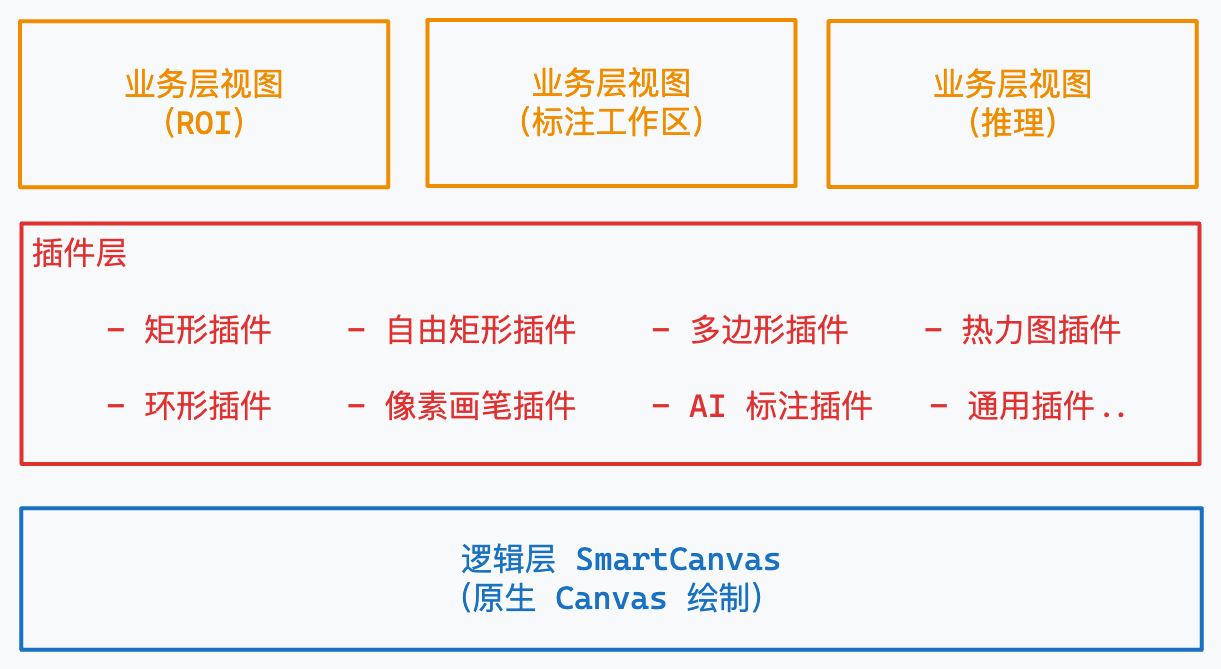 业务层视图
(ROI)
业务层视图
(标注工作区)
业务层视图
(推理)
插件层
- 矩形插件 - 自由矩形插件 - 多边形插件 - 热力图插件
- 环形插件 - 像素画笔插件 - AI 标注插件 - 通用插件..
逻辑层 SmartCanvas
(原生 Canvas 绘制)